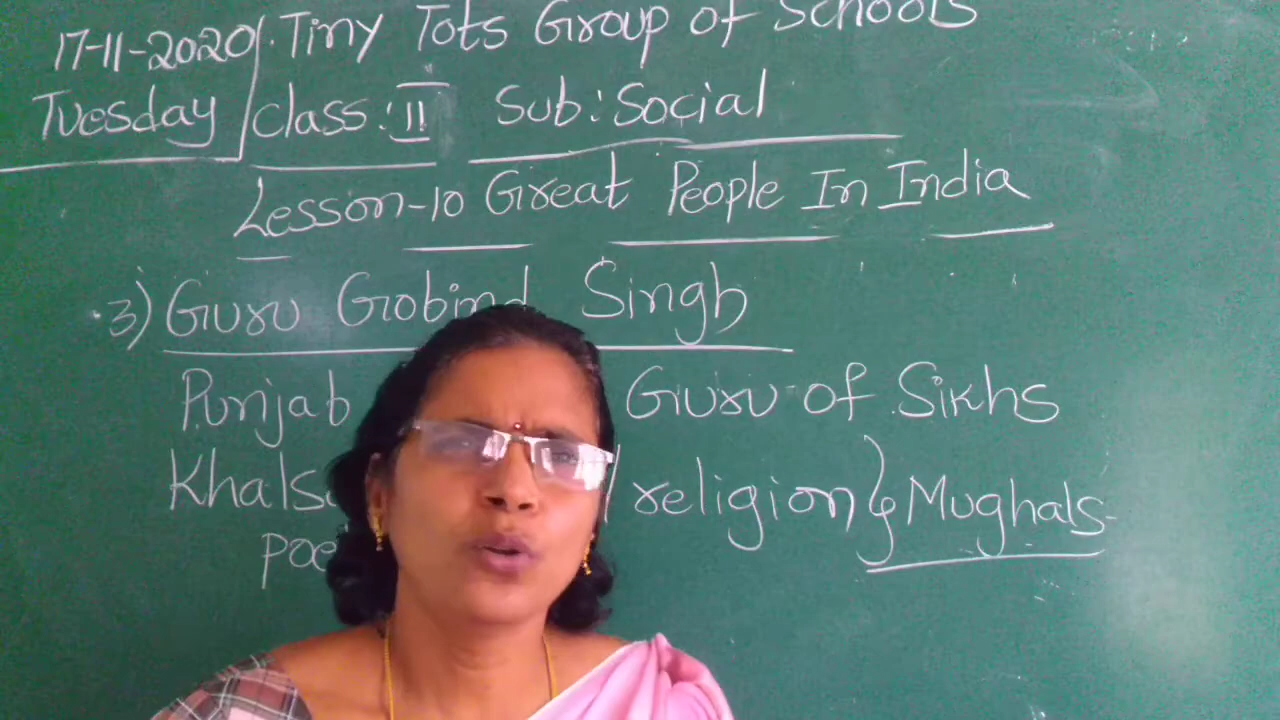 17-11-2020 Tiny Tots Group of Schools
Tuesday class: II Sub: Social
Lesson-10 Great People In India
3) Guru Gobind Singh
Punjab Guru of Sikhs
religion & Mughals